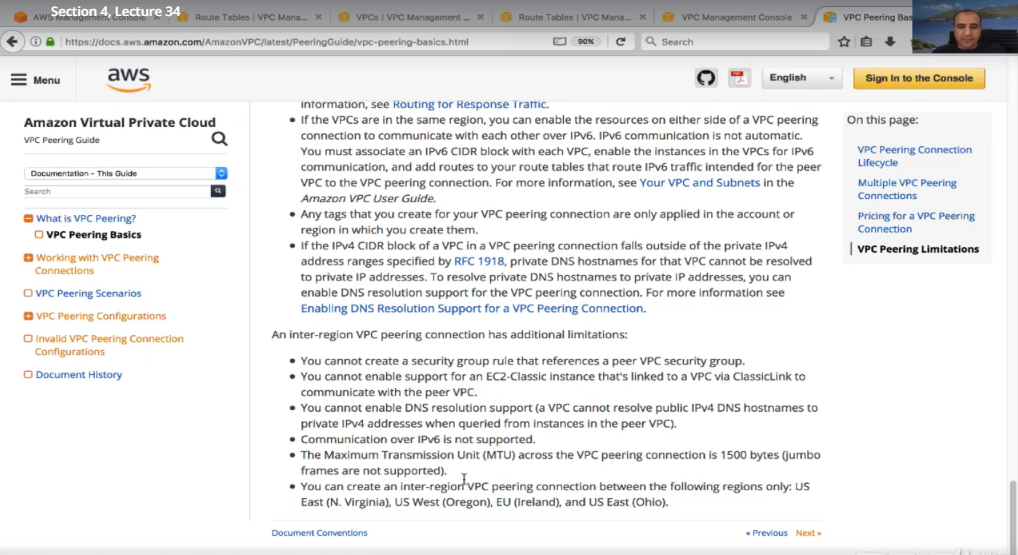 Section 4, Lecture 34
Route Tables | VPC Mana...
VPCs | VPC Management ...
Route Tables | VPC Mana...
VPC Management Console
VPC Peering Bas
https://docs.aws.amazon.com/AmazonVPC/latest/PeeringGuide/vpc-peering-basics.html
90%
Search
Menu
aws
English
Sign In to the Console
Amazon Virtual Private Cloud
VPC Peering Guide
Documentation - This Guide
Search
What is VPC Peering?
VPC Peering Basics
Working with VPC Peering
Connections
VPC Peering Scenarios
VPC Peering Configurations
Invalid VPC Peering Connection
Configurations
Document History
information, see Routing for Response Traffic.
• If the VPCs are in the same region, you can enable the resources on either side of a VPC peering
connection to communicate with each other over IPv6. IPv6 communication is not automatic.
You must associate an IPv6 CIDR block with each VPC, enable the instances in the VPCs for IPv6
communication, and add routes to your route tables that route IPv6 traffic intended for the peer
VPC to the VPC peering connection. For more information, see Your VPC and Subnets in the
Amazon VPC User Guide.
• Any tags that you create for your VPC peering connection are only applied in the account or
region in which you create them.
• If the IPv4 CIDR block of a VPC in a VPC peering connection falls outside of the private IPv4
address ranges specified by RFC 1918, private DNS hostnames for that VPC cannot be resolved
to private IP addresses. To resolve private DNS hostnames to private IP addresses, you can
enable DNS resolution support for the VPC peering connection. For more information see
Enabling DNS Resolution Support for a VPC Peering Connection.
An inter-region VPC peering connection has additional limitations:
• You cannot create a security group rule that references a peer VPC security group.
• You cannot enable support for an EC2-Classic instance that's linked to a VPC via ClassicLink to
communicate with the peer VPC.
• You cannot enable DNS resolution support (a VPC cannot resolve public IPv4 DNS hostnames to
private IPv4 addresses when queried from instances in the peer VPC).
• Communication over IPv6 is not supported.
• The Maximum Transmission Unit (MTU) across the VPC peering connection is 1500 bytes (jumbo
frames are not supported).
• You can create an inter-region VPC peering connection between the following regions only: US
East (N. Virginia), US West (Oregon), EU (Ireland), and US East (Ohio).
Document Conventions
« Previous Next »
On this page:
VPC Peering Connection
Lifecycle
Multiple VPC Peering
Connections
Pricing for a VPC Peering
Connection
VPC Peering Limitations